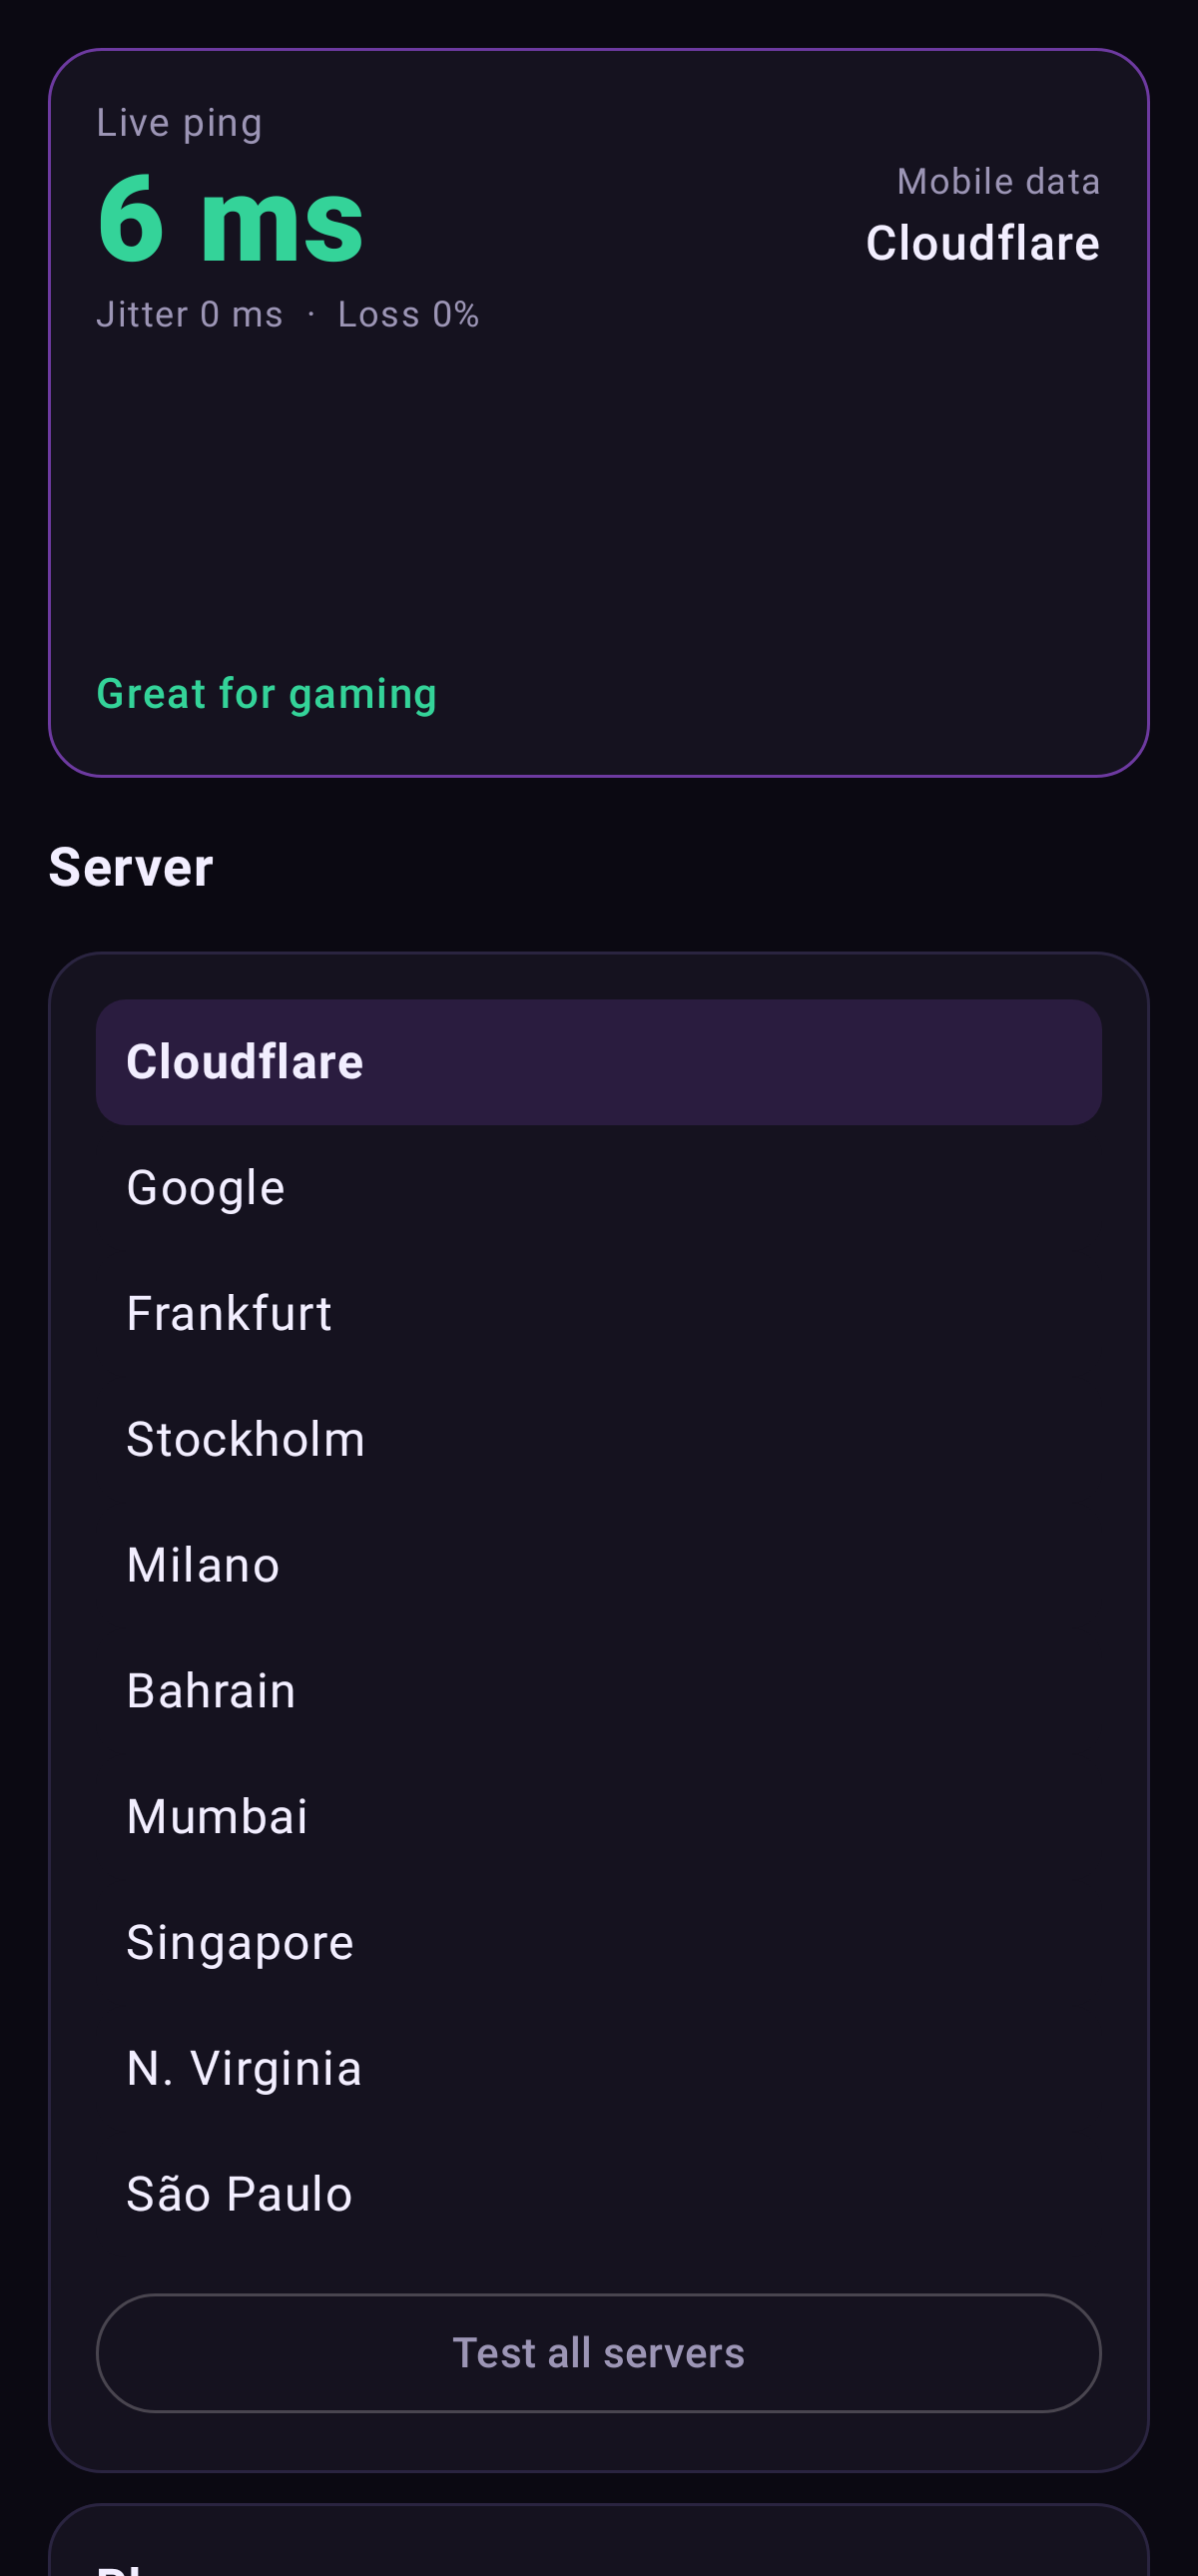 Live ping
6 ms
Mobile data
Cloudflare
Jitter 0 ms · Loss 0%
Great for gaming
Server
Cloudflare
Google
Frankfurt
Stockholm
Milano
Bahrain
Mumbai
Singapore
N. Virginia
São Paulo
Test all servers